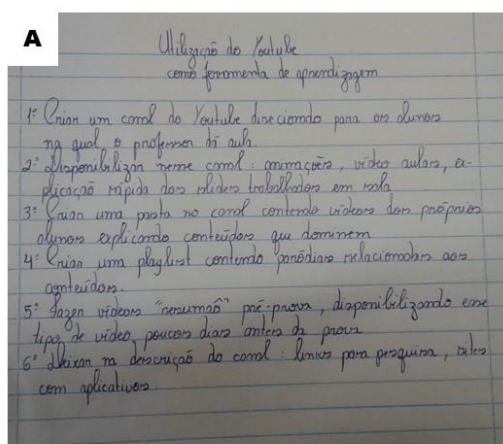 A
Utilização do Youtube
como ferramenta de aprendizagem
1º Criar um canal do Youtube direcionado para os alunos
na qual o professor dá aula.
2º Disponibilizar nesse canal: animações, vídeo aulas, ex-
plicação rápida dos slides trabalhados em sala
3º Criar uma pasta no canal contendo vídeos dos próprios
alunos explicando conteúdos que dominem
4º Criar uma playlist contendo paródias relacionadas aos
conteúdos.
5º Fazer vídeos "resumão" pré-prova, disponibilizando esse
tipo de vídeo poucos dias antes da prova
6º Deixar na descrição do canal: links para pesquisa, sites
com aplicativos